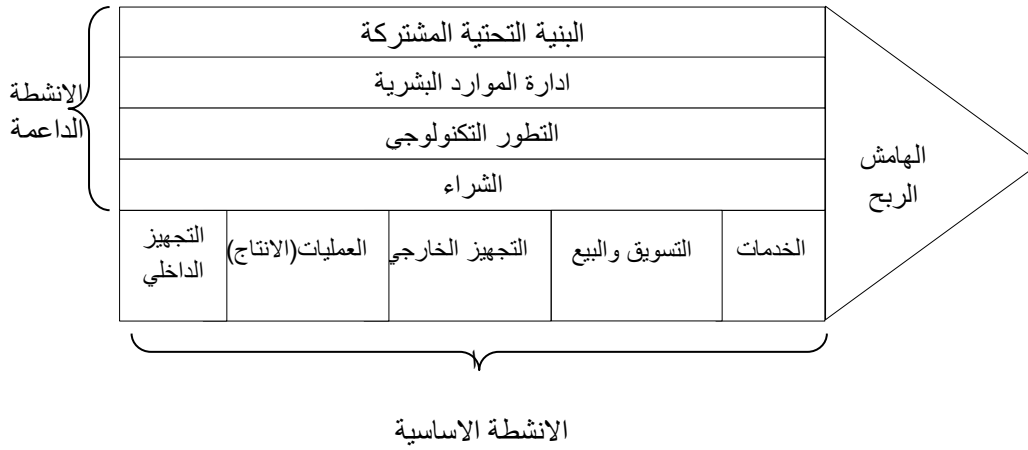 البنية التحتية المشتركة
ادارة الموارد البشرية
التطور التكنولوجي
الشراء
الانشطة
الداعمة
الهامش
الربح
التجهيز
الداخلي
العمليات(الانتاج)
التجهيز الخارجي
التسويق والبيع
الخدمات
الانشطة الاساسية